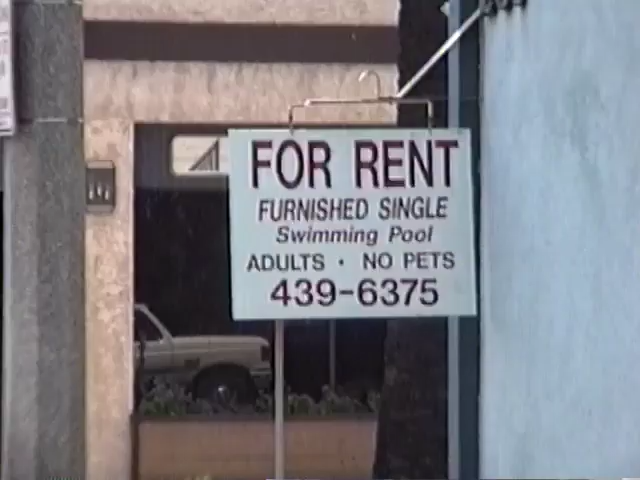 FOR RENT
FURNISHED SINGLE
Swimming Pool
ADULTS · NO PETS
439-6375